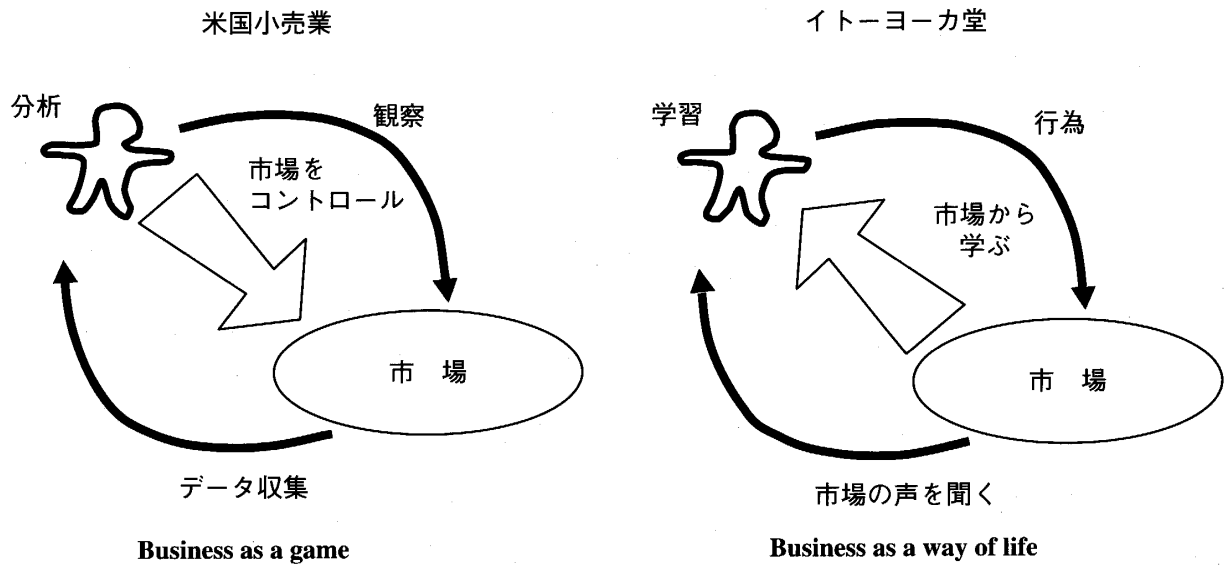 米国小売業
分析
観察
市場を
コントロール
市 場
データ収集
Business as a game
イトーヨーカ堂
学習
行為
市場から
学ぶ
市 場
市場の声を聞く
Business as a way of life